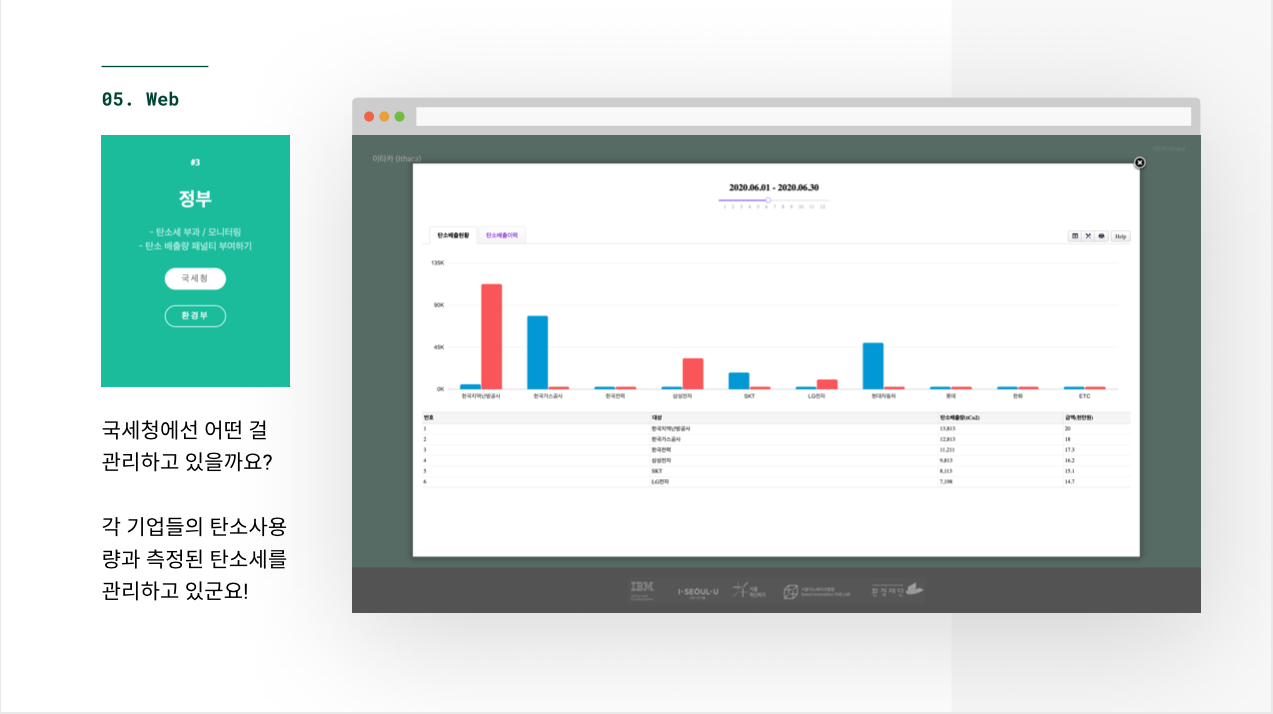 05. Web
#3
정부
- 탄소세 부과 / 모니터링
- 탄소 배출량 패널티 부여하기
국세청
환경부
국세청에선 어떤 걸
관리하고 있을까요?
각 기업들의 탄소사용
량과 측정된 탄소세를
관리하고 있군요!
이타카 (Ithaca)
2020.06.01 - 2020.06.30
1 2 3 4 5 6 7 8 9 10 11 12
탄소배출현황 탄소배출이력
Help
135K
90K
45K
0K
한국지역난방공사 한국가스공사 한국전력 삼성전자 SKT LG전자 현대자동차 롯데 한화 ETC
번호 대상 탄소배출량(tCo2) 금액(천만원)
1 한국지역난방공사 13,813 20
2 한국가스공사 12,813 18
3 한국전력 11,211 17.3
4 삼성전자 9,813 16.2
5 SKT 8,113 15.1
6 LG전자 7,198 14.7
IBM
I·SEOUL·U
환경재단